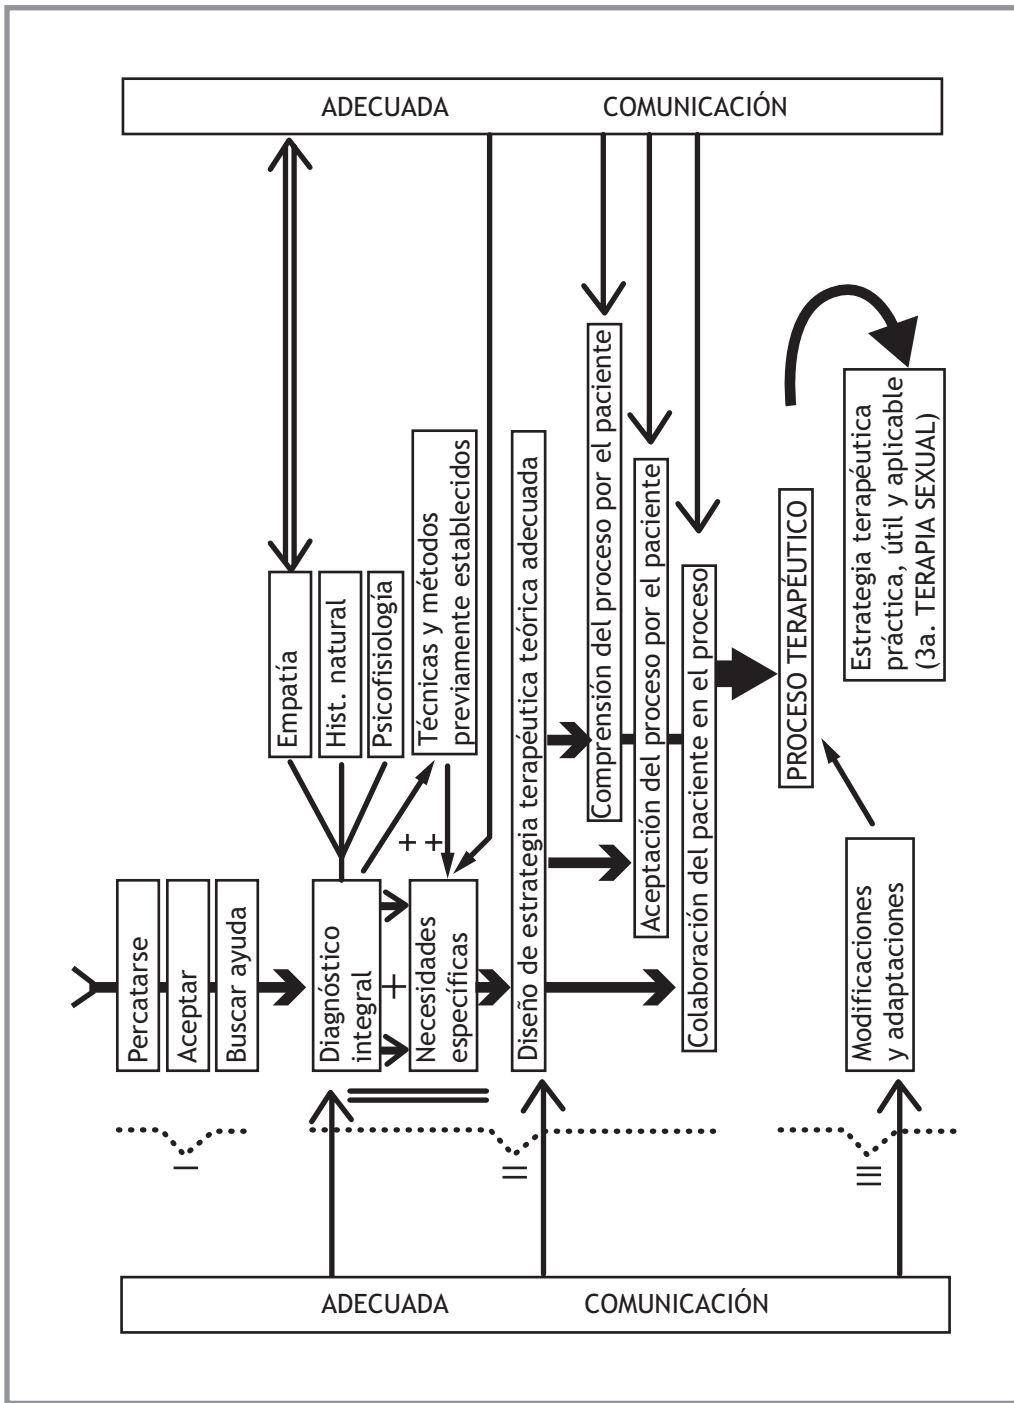 ADECUADA COMUNICACIÓN
Percatarse
Aceptar
Buscar ayuda
Diagnóstico
integral
Empatía
Hist. natural
Psicofisiología
Técnicas y métodos
previamente establecidos
+ +
+
Necesidades
específicas
Diseño de estrategia terapéutica teórica adecuada
Comprensión del proceso por el paciente
Aceptación del proceso por el paciente
Colaboración del paciente en el proceso
PROCESO TERAPÉUTICO
Modificaciones
y adaptaciones
Estrategia terapéutica
práctica, útil y aplicable
(3a. TERAPIA SEXUAL)
I
II
III
ADECUADA COMUNICACIÓN